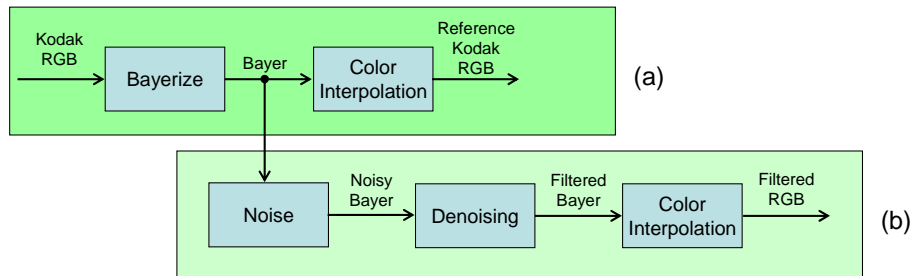 Kodak
RGB
Bayerize
Bayer
Color
Interpolation
Reference
Kodak
RGB
(a)
Noise
Noisy
Bayer
Denoising
Filtered
Bayer
Color
Interpolation
Filtered
RGB
(b)